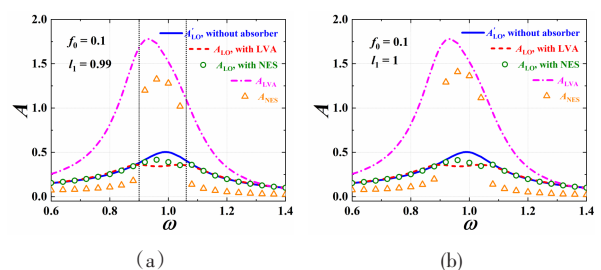 A'LO, without absorber
f0 = 0.1
ALO, with LVA
l1 = 0.99
ALO, with NES
ALVA
ANES
A
2.0
1.5
1.0
0.5
0.0
0.6 0.8 1.0 1.2 1.4
ω
(a)
A'LO, without absorber
f0 = 0.1
ALO, with LVA
l1 = 1
ALO, with NES
ALVA
ANES
A
2.0
1.5
1.0
0.5
0.0
0.6 0.8 1.0 1.2 1.4
ω
(b)